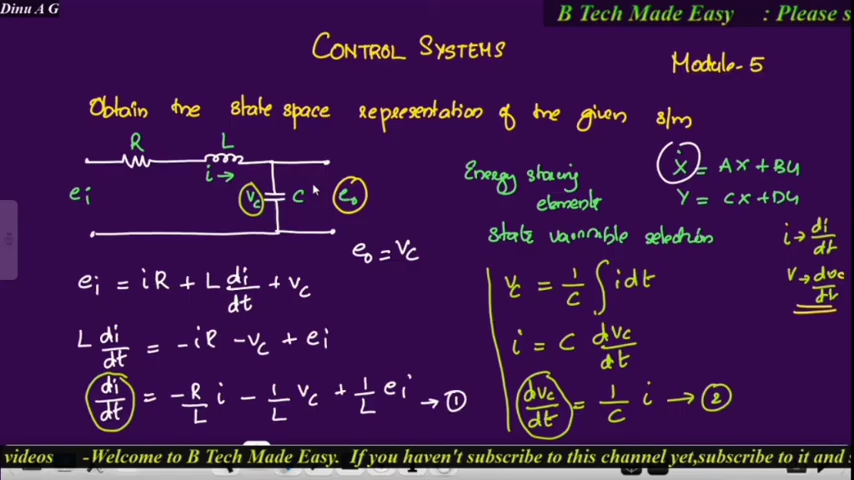 Dinu A G
B Tech Made Easy : Please s
CONTROL SYSTEMS
Module-5
Obtain the state space representation of the given s/m
R L
i →
ei
vc C eo
eo = vc
Energy storing elements
State variable selection
Ẋ = AX + BU
Y = CX + DU
i → di/dt
v → dvc/dt
ei = iR + L di/dt + vc
L di/dt = -iR - vc + ei
di/dt = -R/L i - 1/L vc + 1/L ei → ①
vc = 1/C ∫ i dt
i = C dvc/dt
dvc/dt = 1/C i → ②
videos -Welcome to B Tech Made Easy. If you haven't subscribe to this channel yet,subscribe to it and s